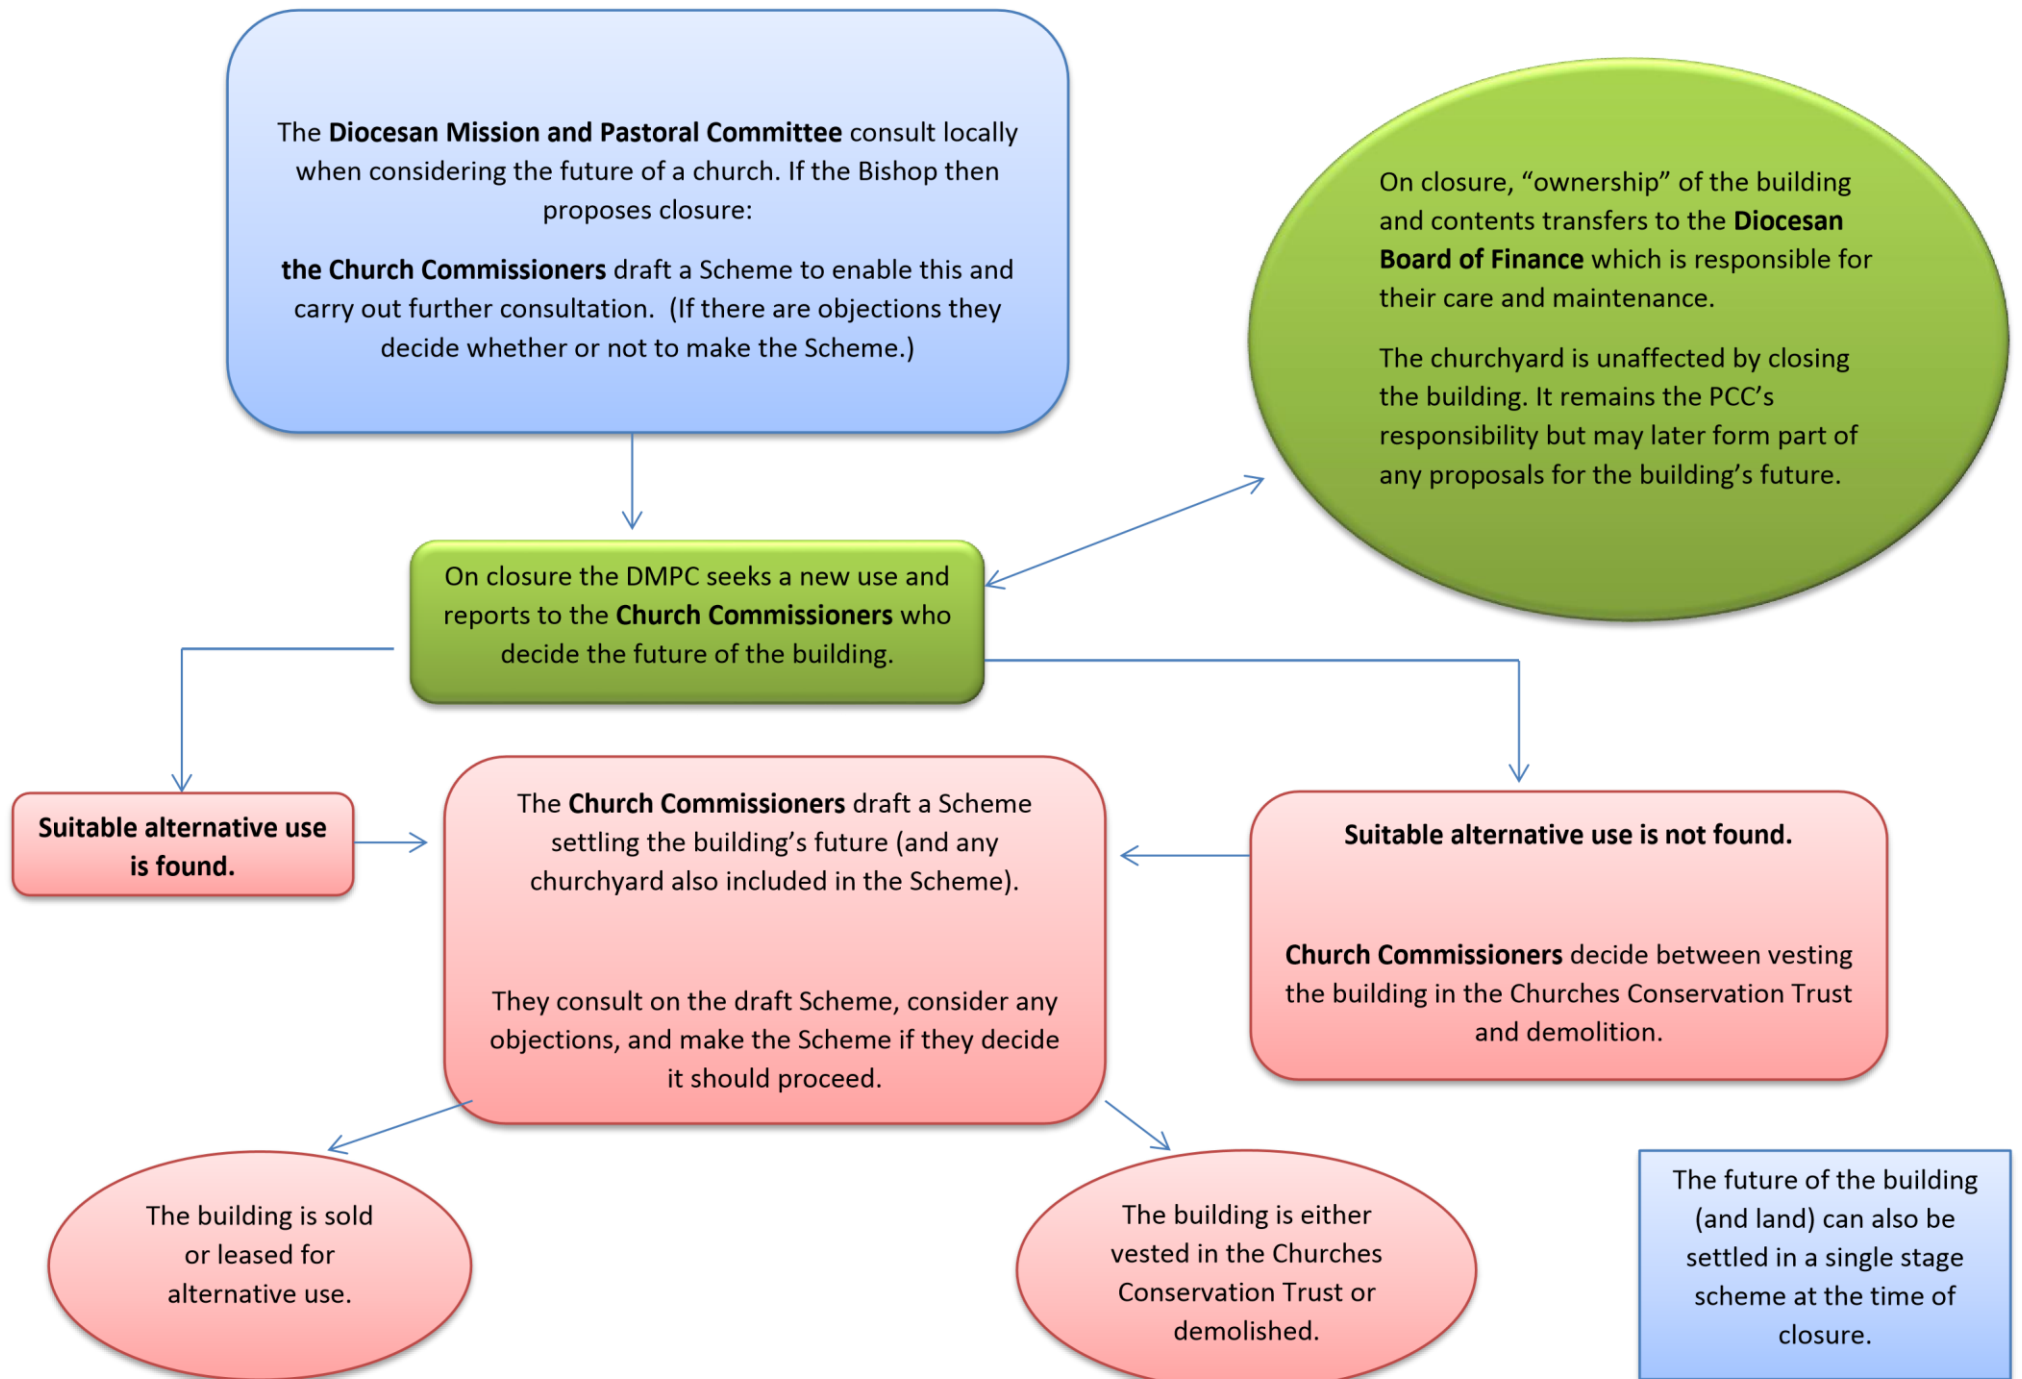 The Diocesan Mission and Pastoral Committee consult locally
when considering the future of a church. If the Bishop then
proposes closure:
the Church Commissioners draft a Scheme to enable this and
carry out further consultation.  (If there are objections they
decide whether or not to make the Scheme.)
On closure, “ownership” of the building
and contents transfers to the Diocesan
Board of Finance which is responsible for
their care and maintenance.
The churchyard is unaffected by closing
the building. It remains the PCC’s
responsibility but may later form part of
any proposals for the building’s future.
On closure the DMPC seeks a new use and
reports to the Church Commissioners who
decide the future of the building.
Suitable alternative use
is found.
The Church Commissioners draft a Scheme
settling the building’s future (and any
churchyard also included in the Scheme).
They consult on the draft Scheme, consider any
objections, and make the Scheme if they decide
it should proceed.
Suitable alternative use is not found.
Church Commissioners decide between vesting
the building in the Churches Conservation Trust
and demolition.
The building is sold
or leased for
alternative use.
The building is either
vested in the Churches
Conservation Trust or
demolished.
The future of the building
(and land) can also be
settled in a single stage
scheme at the time of
closure.